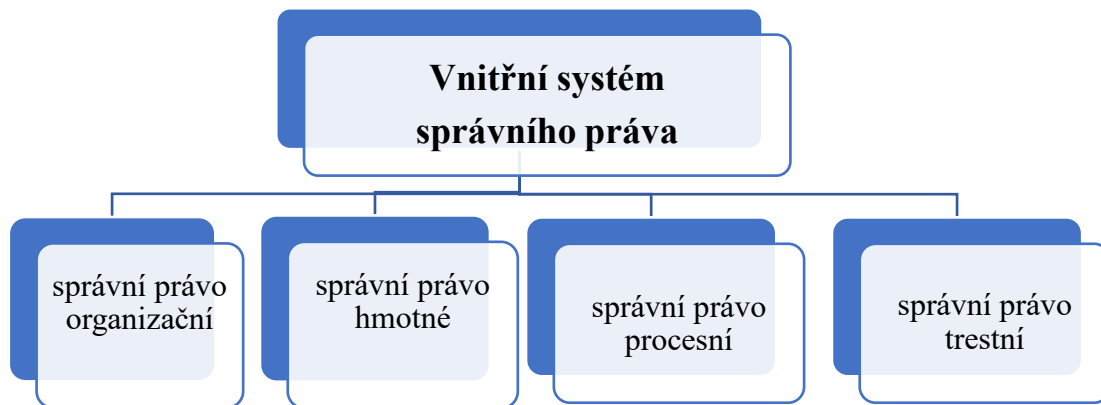 Vnitřní systém
správního práva
správní právo
organizační
správní právo
hmotné
správní právo
procesní
správní právo
trestní